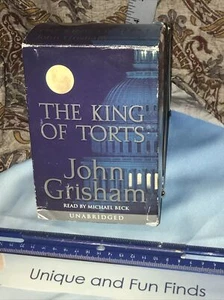 THE KING
OF TORTS
John
Grisham
READ BY MICHAEL BECK
UNABRIDGED
Unique and Fun Finds